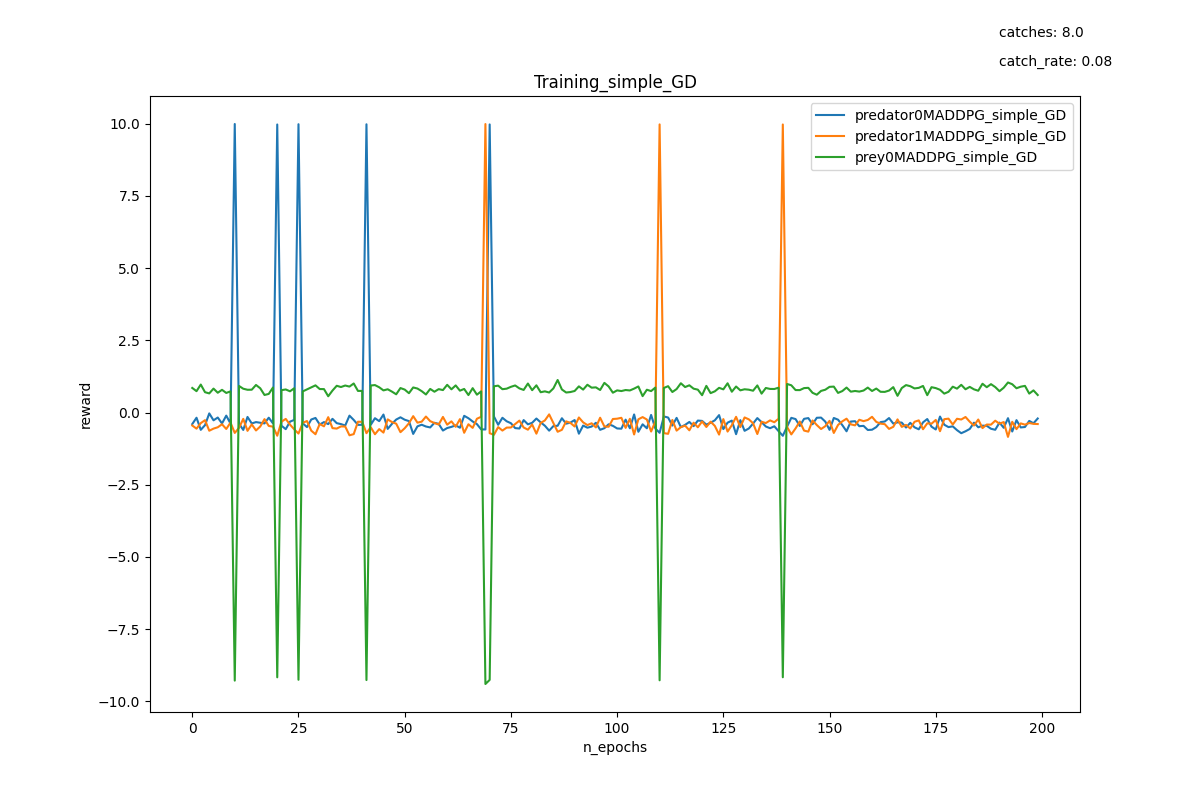 catches: 8.0
catch_rate: 0.08
Training_simple_GD
predator0MADDPG_simple_GD
predator1MADDPG_simple_GD
prey0MADDPG_simple_GD
10.0
7.5
5.0
2.5
0.0
−2.5
−5.0
−7.5
−10.0
reward
0 25 50 75 100 125 150 175 200
n_epochs